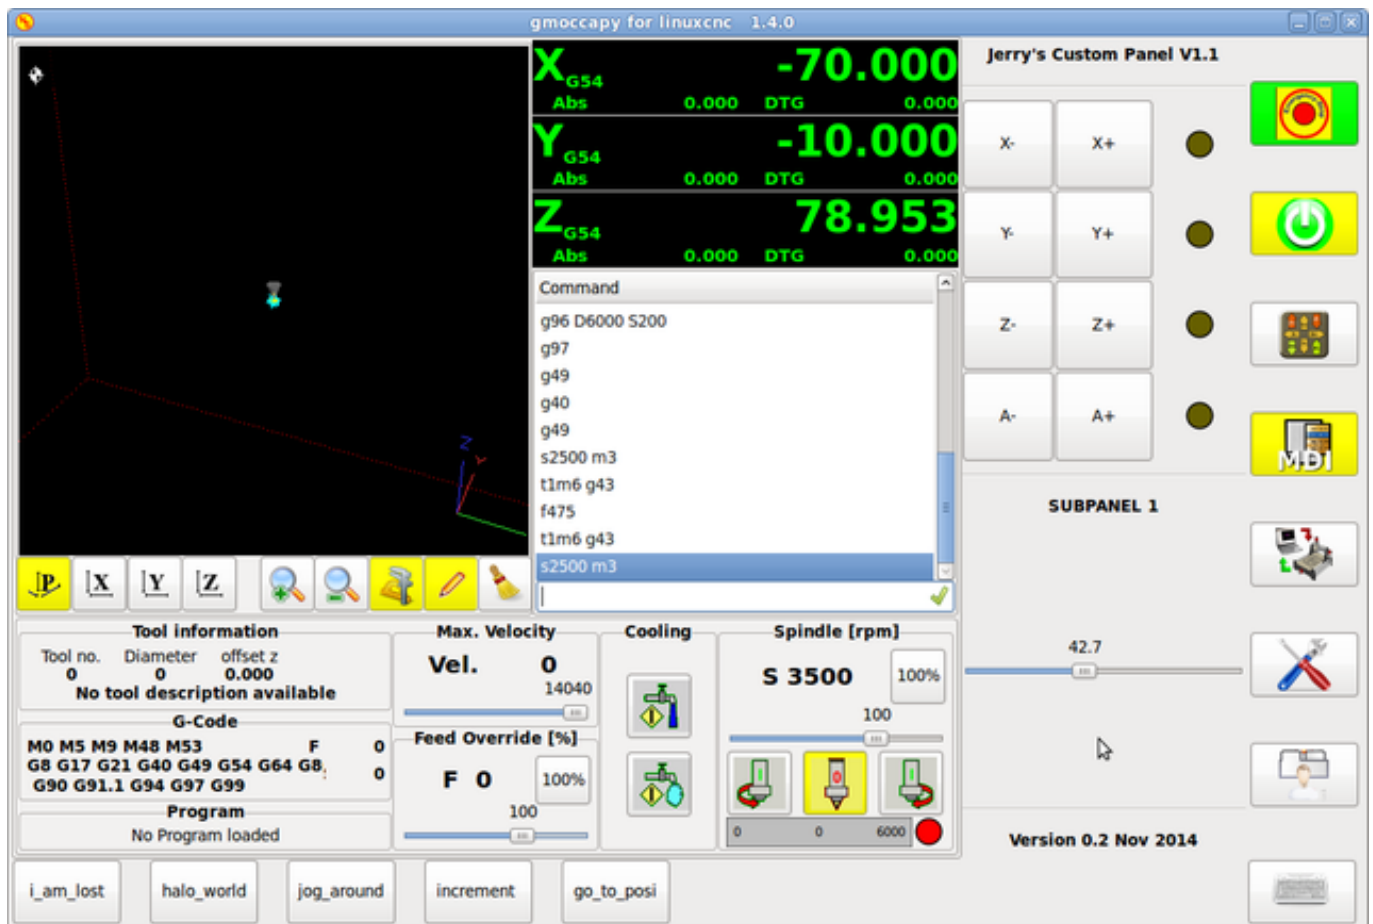 gmoccapy for linuxcnc 1.4.0
X G54 -70.000
Abs 0.000 DTG 0.000
Y G54 -10.000
Abs 0.000 DTG 0.000
Z G54 78.953
Abs 0.000 DTG 0.000
Command
g96 D6000 S200
g97
g49
g40
g49
s2500 m3
t1m6 g43
f475
t1m6 g43
s2500 m3
Z
Y
P X Y Z
Jerry's Custom Panel V1.1
X- X+
Y- Y+
Z- Z+
A- A+
MDI
SUBPANEL 1
42.7
Version 0.2 Nov 2014
Tool information
Tool no. Diameter offset z
0 0 0.000
No tool description available
G-Code
M0 M5 M9 M48 M53 F 0
G8 G17 G21 G40 G49 G54 G64 G8 0
G90 G91.1 G94 G97 G99
Program
No Program loaded
Max. Velocity
Vel. 0
14040
Feed Override [%]
F 0 100%
100
Cooling
Spindle [rpm]
S 3500 100%
100
0 0 6000
i_am_lost halo_world jog_around increment go_to_posi